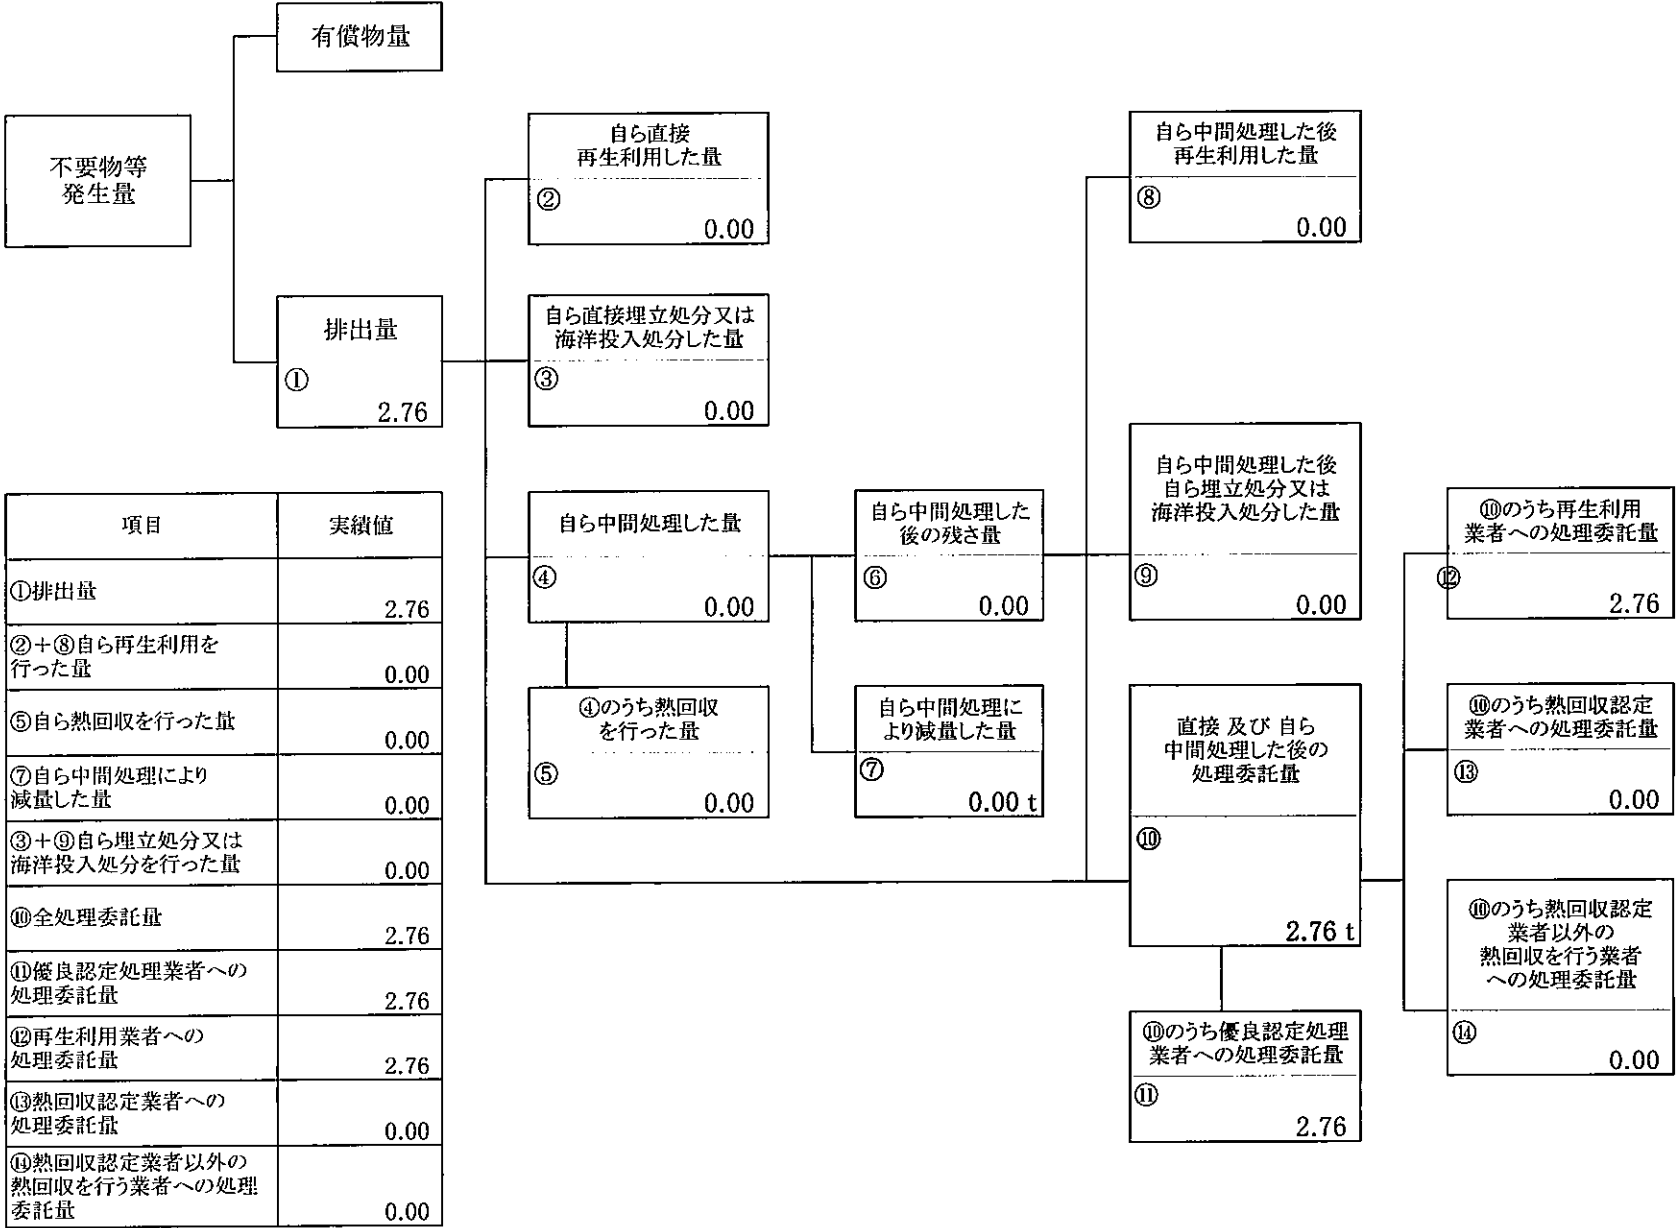 有償物量
不要物等
発生量
排出量
①
2.76
自ら直接
再生利用した量
②
0.00
自ら直接埋立処分又は
海洋投入処分した量
③
0.00
自ら中間処理した量
④
0.00
④のうち熱回収
を行った量
⑤
0.00
自ら中間処理した
後の残さ量
⑥
0.00
自ら中間処理に
より減量した量
⑦
0.00 t
自ら中間処理した後
再生利用した量
⑧
0.00
自ら中間処理した後
自ら埋立処分又は
海洋投入処分した量
⑨
0.00
直接 及び 自ら
中間処理した後の
処理委託量
⑩
2.76 t
⑩のうち優良認定処理
業者への処理委託量
⑪
2.76
⑩のうち再生利用
業者への処理委託量
⑫
2.76
⑩のうち熱回収認定
業者への処理委託量
⑬
0.00
⑩のうち熱回収認定
業者以外の
熱回収を行う業者
への処理委託量
⑭
0.00
項目 実績値
①排出量
2.76
②+⑧自ら再生利用を
行った量
0.00
⑤自ら熱回収を行った量
0.00
⑦自ら中間処理により
減量した量
0.00
③+⑨自ら埋立処分又は
海洋投入処分を行った量
0.00
⑩全処理委託量
2.76
⑪優良認定処理業者への
処理委託量
2.76
⑫再生利用業者への
処理委託量
2.76
⑬熱回収認定業者への
処理委託量
0.00
⑭熱回収認定業者以外の
熱回収を行う業者への処理
委託量
0.00